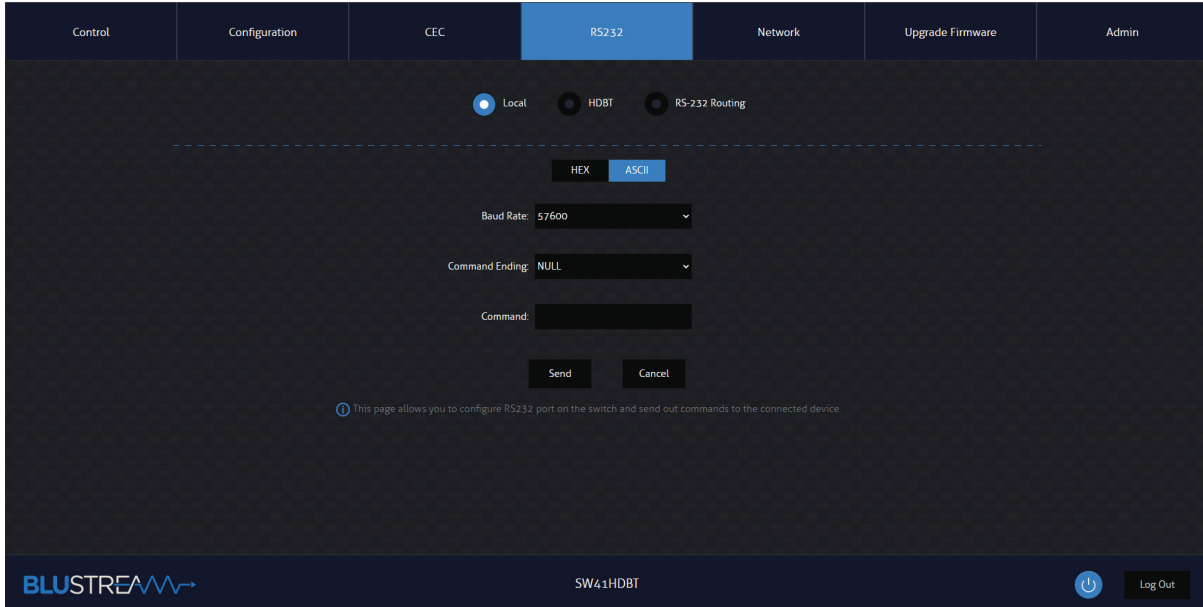 Control Configuration CEC RS232 Network Upgrade Firmware Admin
Local HDBT RS-232 Routing
HEX ASCII
Baud Rate: 57600
Command Ending: NULL
Command:
Send Cancel
i This page allows you to configure RS232 port on the switch and send out commands to the connected device.
BLUSTREAM SW41HDBT Log Out